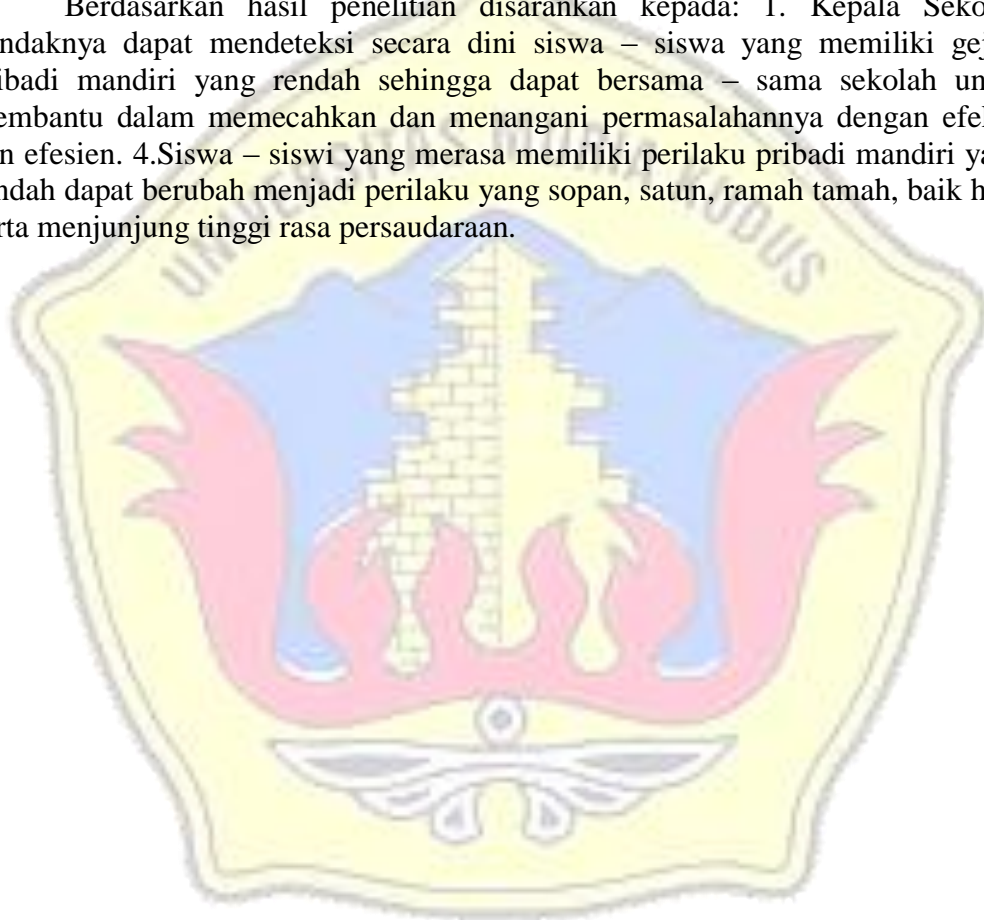 Berdasarkan hasil penelitian disarankan kepada: 1. Kepala Seko
ndaknya dapat mendeteksi secara dini siswa – siswa yang memiliki gej
ibadi mandiri yang rendah sehingga dapat bersama – sama sekolah un
embantu dalam memecahkan dan menangani permasalahannya dengan efe
n efesien. 4.Siswa – siswi yang merasa memiliki perilaku pribadi mandiri ya
ndah dapat berubah menjadi perilaku yang sopan, satun, ramah tamah, baik h
rta menjunjung tinggi rasa persaudaraan.
UNIVERSITAS MURIA KUDUS